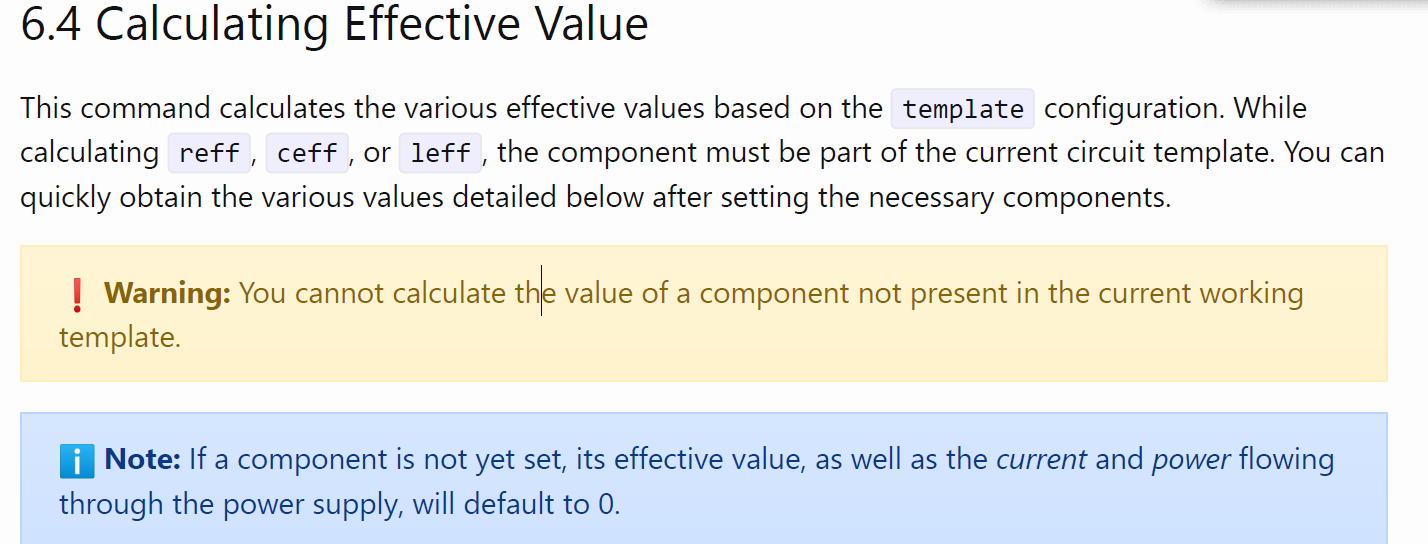 6.4 Calculating Effective Value
This command calculates the various effective values based on the template configuration. While
calculating reff, ceff, or leff, the component must be part of the current circuit template. You can
quickly obtain the various values detailed below after setting the necessary components.
❗ Warning: You cannot calculate the value of a component not present in the current working
template.
ℹ️ Note: If a component is not yet set, its effective value, as well as the current and power flowing
through the power supply, will default to 0.